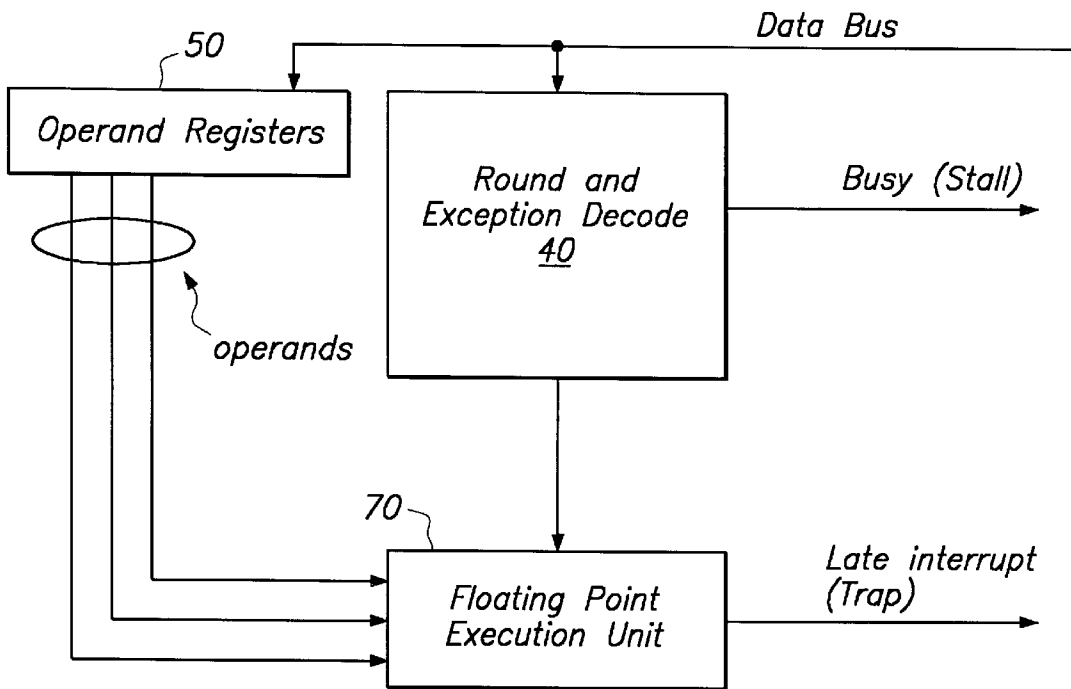 Data Bus
50
Operand Registers
Round and
Exception Decode
40
Busy (Stall)
operands
70
Floating Point
Execution Unit
Late interrupt
(Trap)